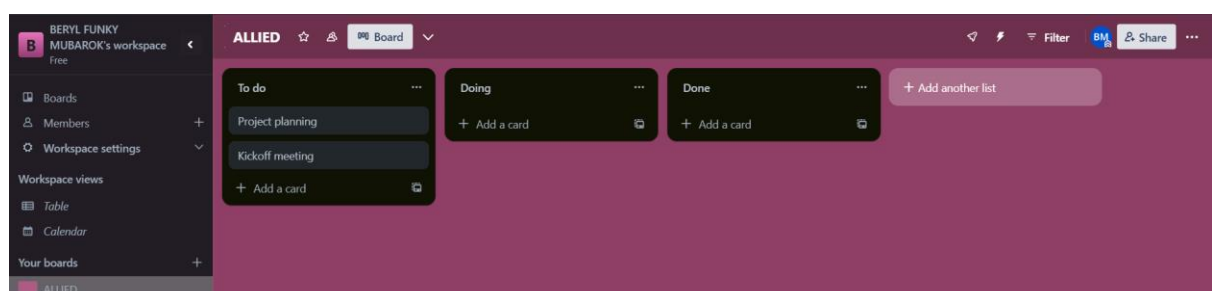 B
BERYL FUNKY
MUBAROK's workspace
Free
Boards
Members
Workspace settings
Workspace views
Table
Calendar
Your boards
ALLIED
ALLIED
Board
Filter
BM
Share
To do
Project planning
Kickoff meeting
+ Add a card
Doing
+ Add a card
Done
+ Add a card
+ Add another list